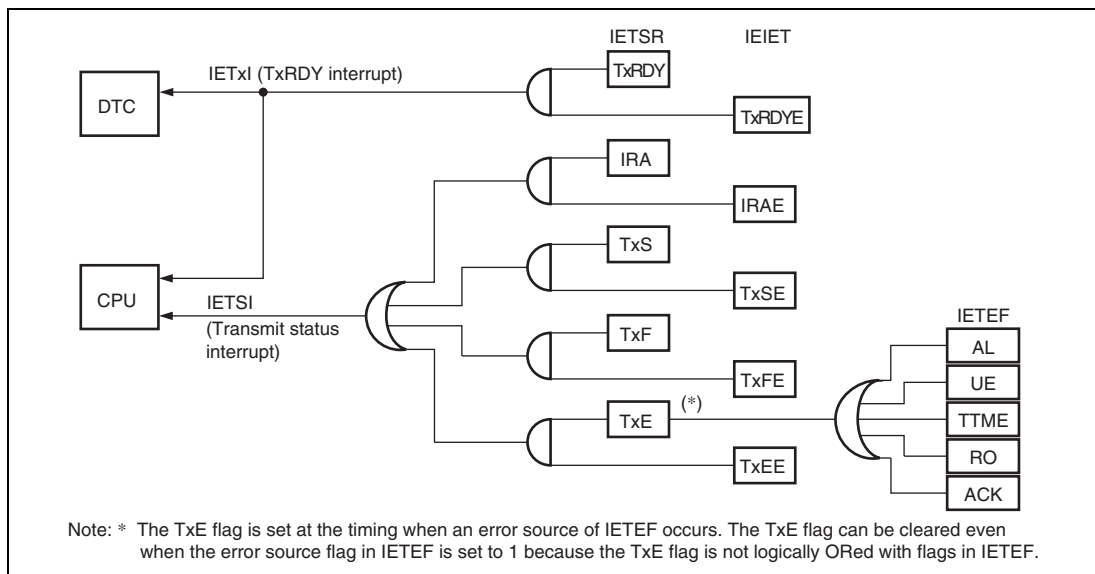 IETSR
IEIET
IETxI (TxRDY interrupt)
TxRDY
DTC
TxRDYE
IRA
IRAE
TxS
CPU
IETSI
(Transmit status
interrupt)
TxSE
IETEF
TxF
AL
TxFE
UE
TxE
(*)
TTME
TxEE
RO
ACK
Note: * The TxE flag is set at the timing when an error source of IETEF occurs. The TxE flag can be cleared even
when the error source flag in IETEF is set to 1 because the TxE flag is not logically ORed with flags in IETEF.